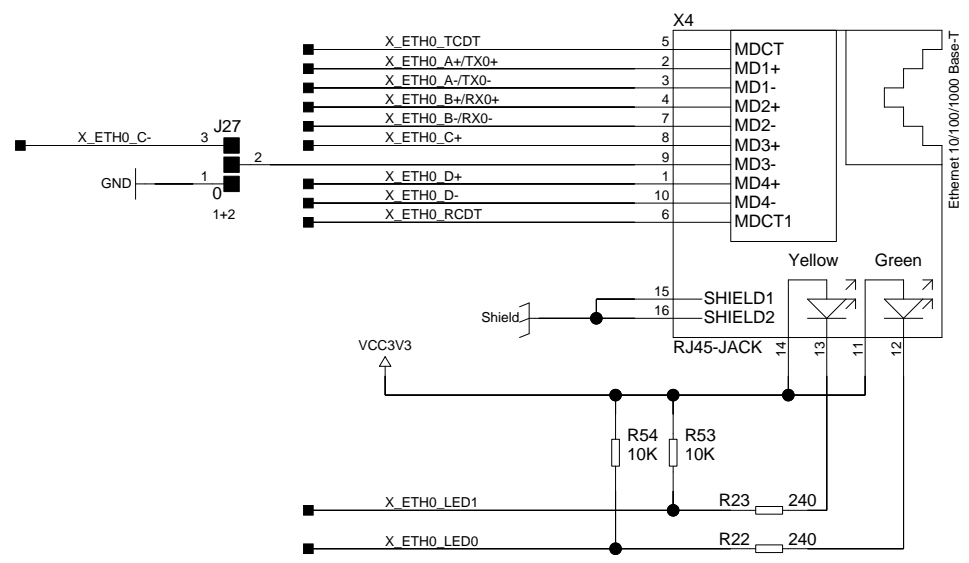 X4
X_ETH0_TCDT 5 MDCT
X_ETH0_A+/TX0+ 2 MD1+
X_ETH0_A-/TX0- 3 MD1-
X_ETH0_B+/RX0+ 4 MD2+
X_ETH0_B-/RX0- 7 MD2-
X_ETH0_C+ 8 MD3+
9 MD3-
X_ETH0_D+ 1 MD4+
X_ETH0_D- 10 MD4-
X_ETH0_RCDT 6 MDCT1
Ethernet 10/100/1000 Base-T
J27
X_ETH0_C- 3
2
GND 1
0
1+2
Yellow Green
15 SHIELD1
Shield 16 SHIELD2
RJ45-JACK 14 13 11 12
VCC3V3
R54 R53
10K 10K
X_ETH0_LED1 R23 240
X_ETH0_LED0 R22 240